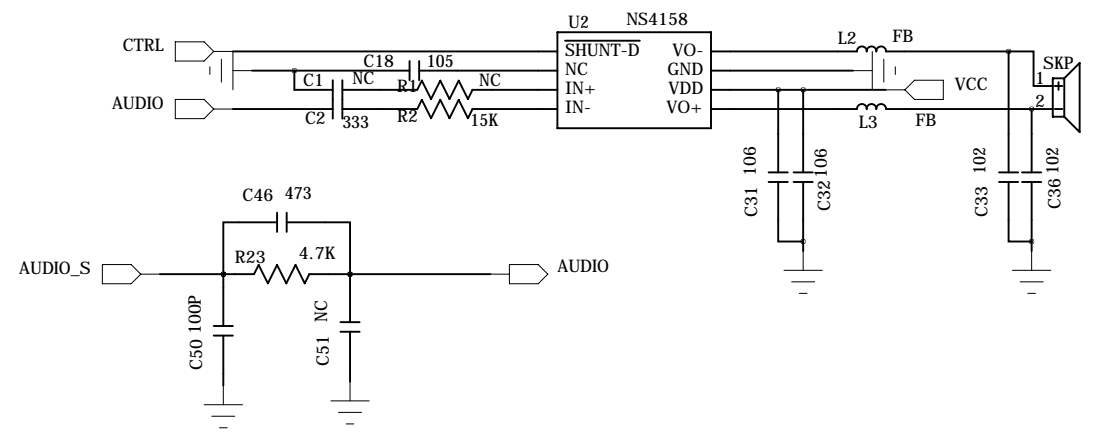 U2 NS4158
CTRL
SHUNT-D VO-
L2 FB
C18 105
NC GND
SKP
C1 NC R1 NC
IN+ VDD
VCC
1
AUDIO
IN- VO+
2
C2 333 R2 15K
L3 FB
C31 106
C32 106
C33 102
C36 102
C46 473
AUDIO_S
R23 4.7K
AUDIO
C50 100P
C51 NC